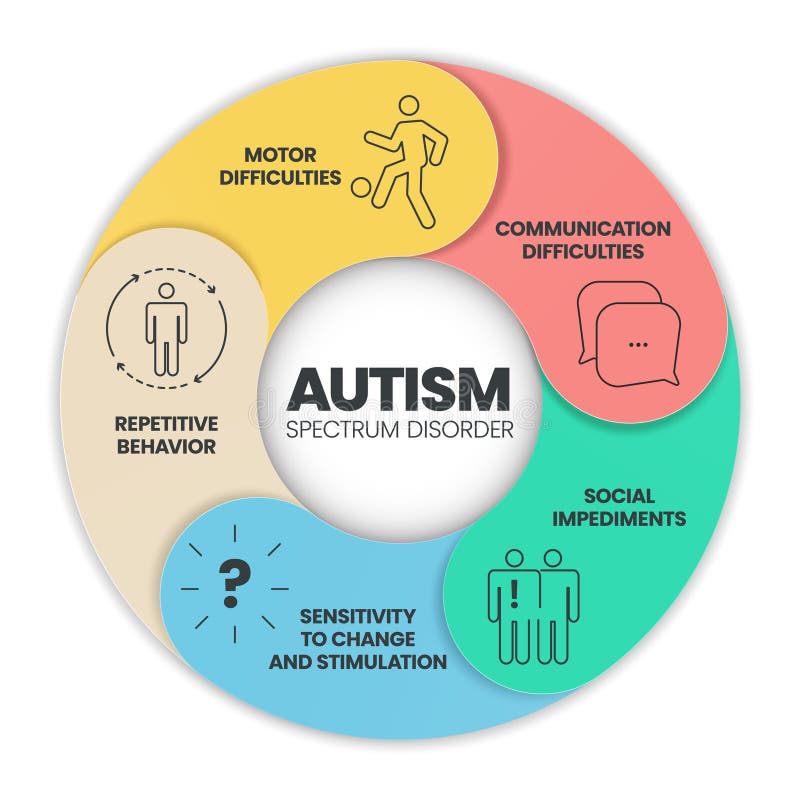 MOTOR
DIFFICULTIES
COMMUNICATION
DIFFICULTIES
...
REPETITIVE
BEHAVIOR
AUTISM
SPECTRUM DISORDER
SOCIAL
IMPEDIMENTS
!
?
SENSITIVITY
TO CHANGE
AND STIMULATION